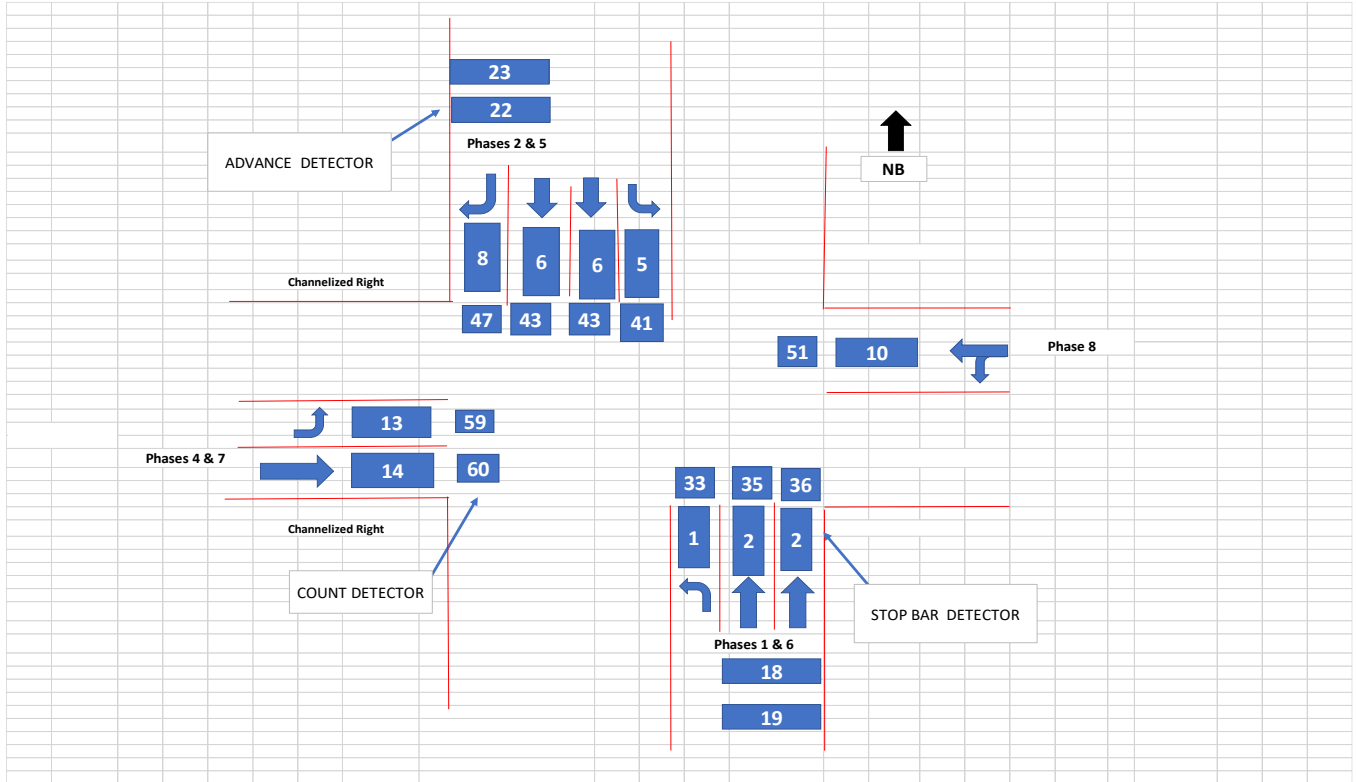 23
22
ADVANCE DETECTOR
Phases 2 & 5
NB
8
6
6
5
Channelized Right
47
43
43
41
51
10
Phase 8
13
59
Phases 4 & 7
14
60
33
35
36
Channelized Right
1
2
2
COUNT DETECTOR
STOP BAR DETECTOR
Phases 1 & 6
18
19